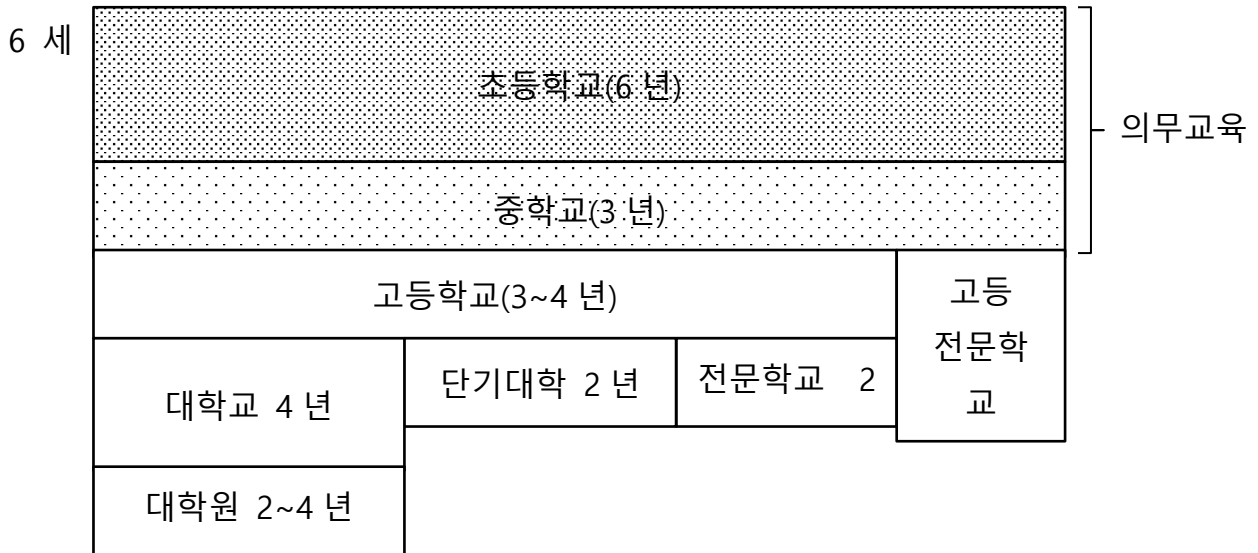 6 세
초등학교(6 년)
의무교육
중학교(3 년)
고등학교(3~4 년)
고등
전문학
교
대학교 4 년
단기대학 2 년
전문학교 2
대학원 2~4 년